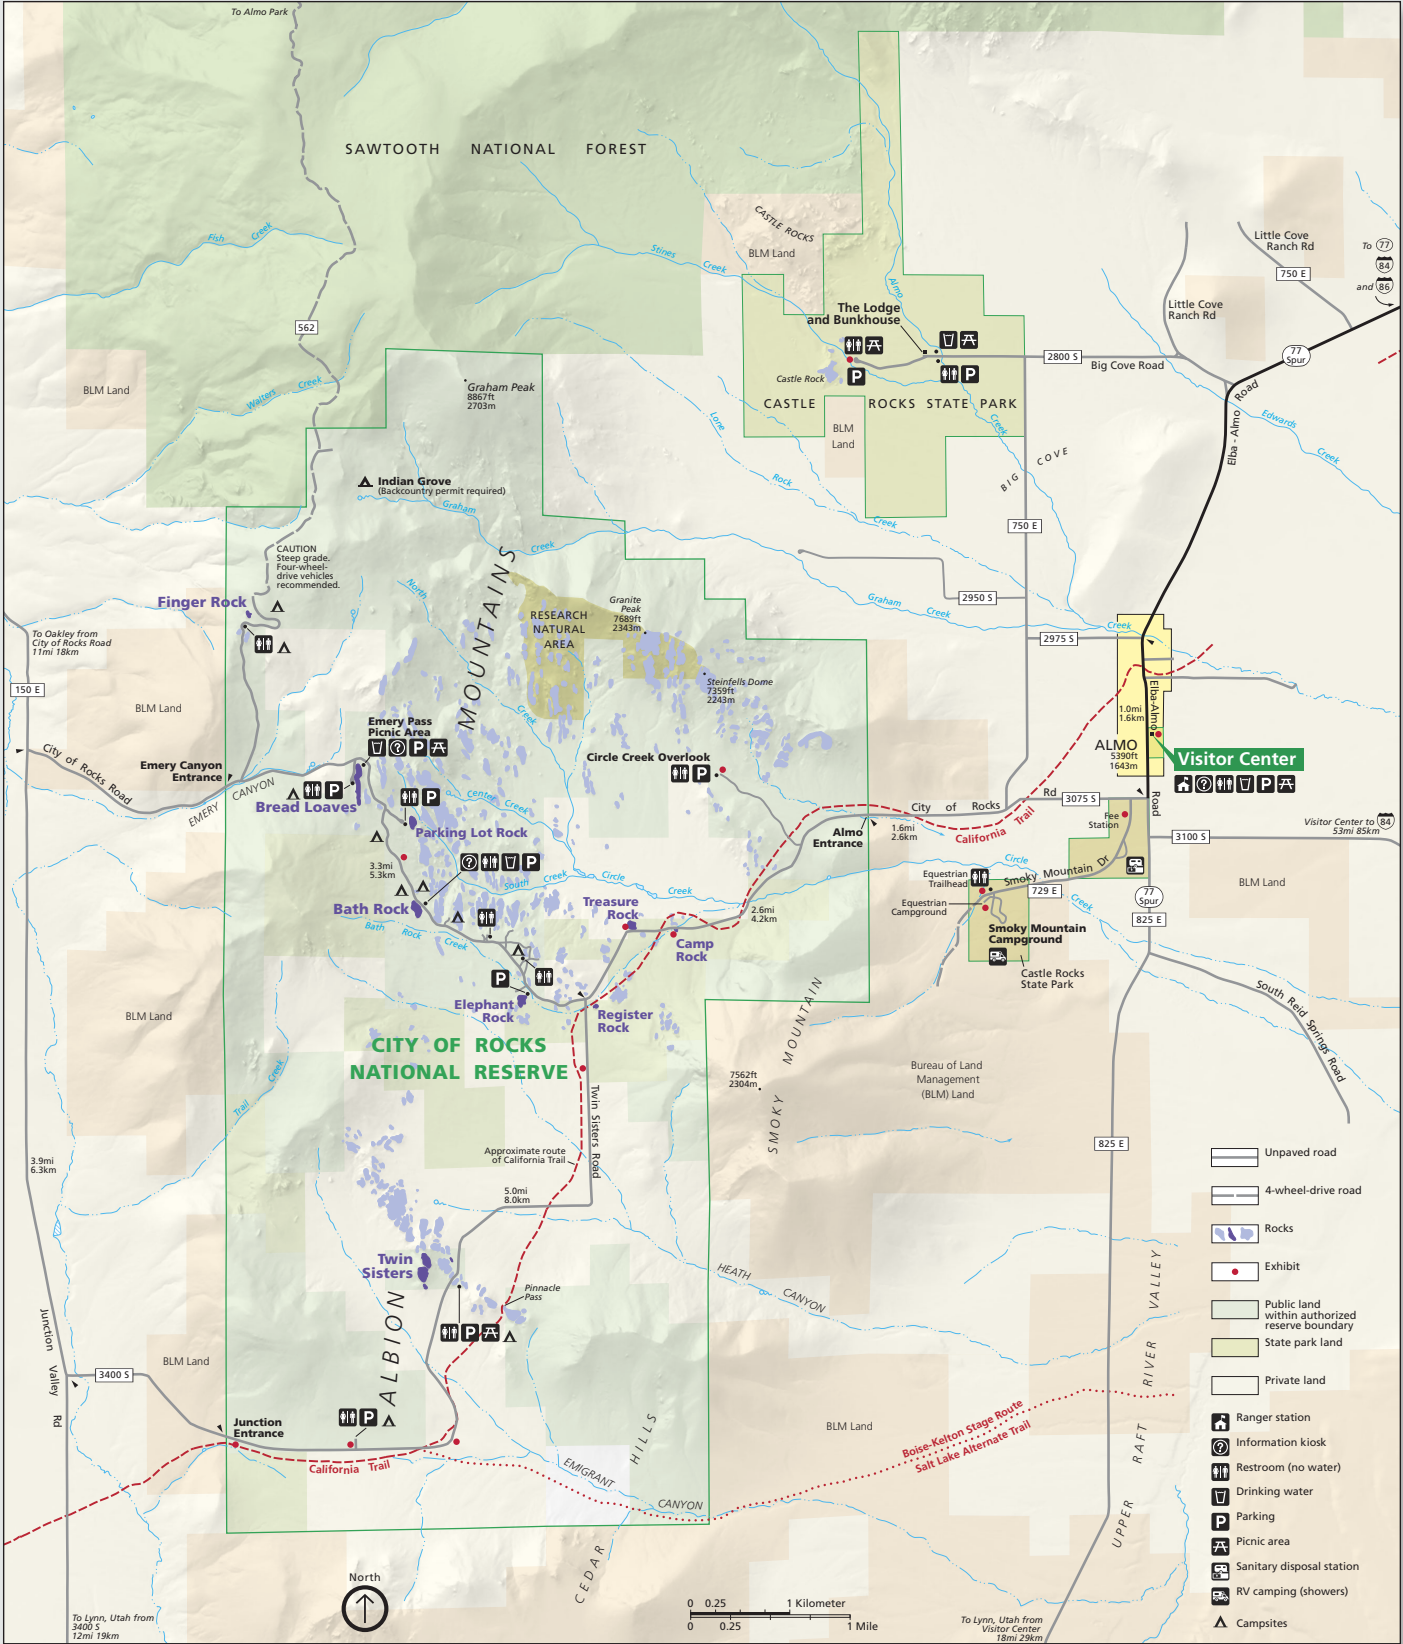 To Almo Park
SAWTOOTH NATIONAL FOREST
Fish Creek
562
BLM Land
Walters Creek
Graham Peak
8867ft
2703m
Stines Creek
CASTLE ROCKS
BLM Land
Almo
Creek
The Lodge
and Bunkhouse
P
P
Castle Rock
CASTLE ROCKS STATE PARK
BLM
Land
Lone
Rock
Creek
2800 S
Big Cove Road
BIG COVE
750 E
Little Cove
Ranch Rd
750 E
Little Cove
Ranch Rd
To 77
84
and 86
77
Spur
Elba - Almo Road
Edwards
Creek
Indian Grove
(Backcountry permit required)
Graham
Creek
CAUTION
Steep grade.
Four-wheel-
drive vehicles
recommended.
Finger Rock
To Oakley from
City of Rocks Road
11mi 18km
150 E
BLM Land
City of Rocks Road
Emery Canyon
Entrance
EMERY CANYON
North
Creek
MOUNTAINS
RESEARCH
NATURAL
AREA
Granite
Peak
7689ft
2343m
Steinfells Dome
7359ft
2243m
2950 S
Graham Creek
Creek
2975 S
Emery Pass
Picnic Area
? P
P
Bread Loaves
P
Parking Lot Rock
Center Creek
Circle Creek Overlook
P
1.0mi
1.6km
Elba-Almo
Road
ALMO
5390ft
1643m
Visitor Center
? P
City of Rocks Rd
3075 S
California Trail
1.6mi
2.6km
Almo
Entrance
Fee
Station
3100 S
Visitor Center to 84
53mi 85km
3.3mi
5.3km
? P
South Creek
Circle
Creek
Bath Rock
Bath Rock Creek
Treasure
Rock
Camp
Rock
2.6mi
4.2km
Circle
Creek
Equestrian
Trailhead
Smoky Mountain Dr
729 E
Equestrian
Campground
Smoky Mountain
Campground
Castle Rocks
State Park
77
Spur
825 E
BLM Land
South Reid Springs Road
BLM Land
P
Elephant
Rock
Register
Rock
CITY OF ROCKS
NATIONAL RESERVE
Trail Creek
SMOKY MOUNTAIN
7562ft
2304m
Bureau of Land
Management
(BLM) Land
825 E
Twin Sisters Road
Approximate route
of California Trail
5.0mi
8.0km
3.9mi
6.3km
Twin
Sisters
Pinnacle
Pass
P
HEATH
CANYON
ALBION
Junction Valley Rd
3400 S
BLM Land
Junction
Entrance
P
California Trail
HILLS
CEDAR
EMIGRANT
CANYON
BLM Land
Boise-Kelton Stage Route
Salt Lake Alternate Trail
UPPER RAFT RIVER VALLEY
Unpaved road
4-wheel-drive road
Rocks
Exhibit
Public land
within authorized
reserve boundary
State park land
Private land
Ranger station
? Information kiosk
Restroom (no water)
Drinking water
P Parking
Picnic area
Sanitary disposal station
RV camping (showers)
Campsites
North
0 0.25 1 Kilometer
0 0.25 1 Mile
To Lynn, Utah from
3400 S
12mi 19km
To Lynn, Utah from
Visitor Center
18mi 29km